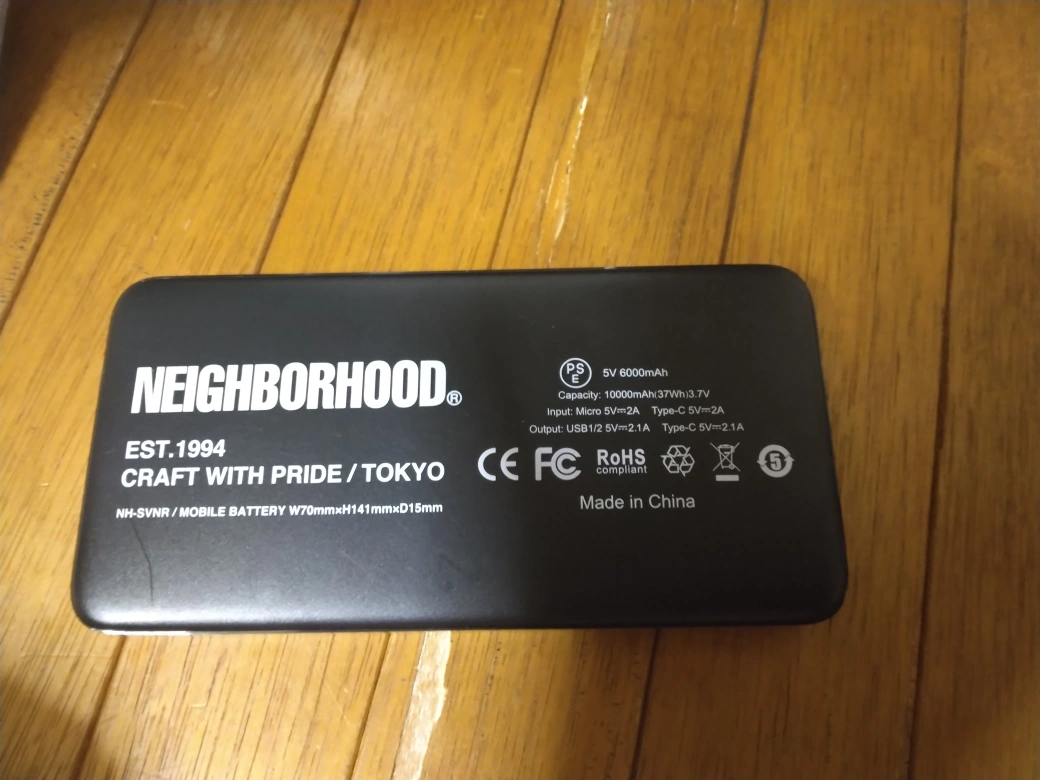 NEIGHBORHOOD®
EST.1994
CRAFT WITH PRIDE / TOKYO
NH-SVNR / MOBILE BATTERY W70mm×H141mm×D15mm
PS
E
5V 6000mAh
Capacity: 10000mAh(37Wh)3.7V
Input: Micro 5V⎓2A Type-C 5V⎓2A
Output: USB1/2 5V⎓2.1A Type-C 5V⎓2.1A
CE FC RoHS
compliant
5
Made in China